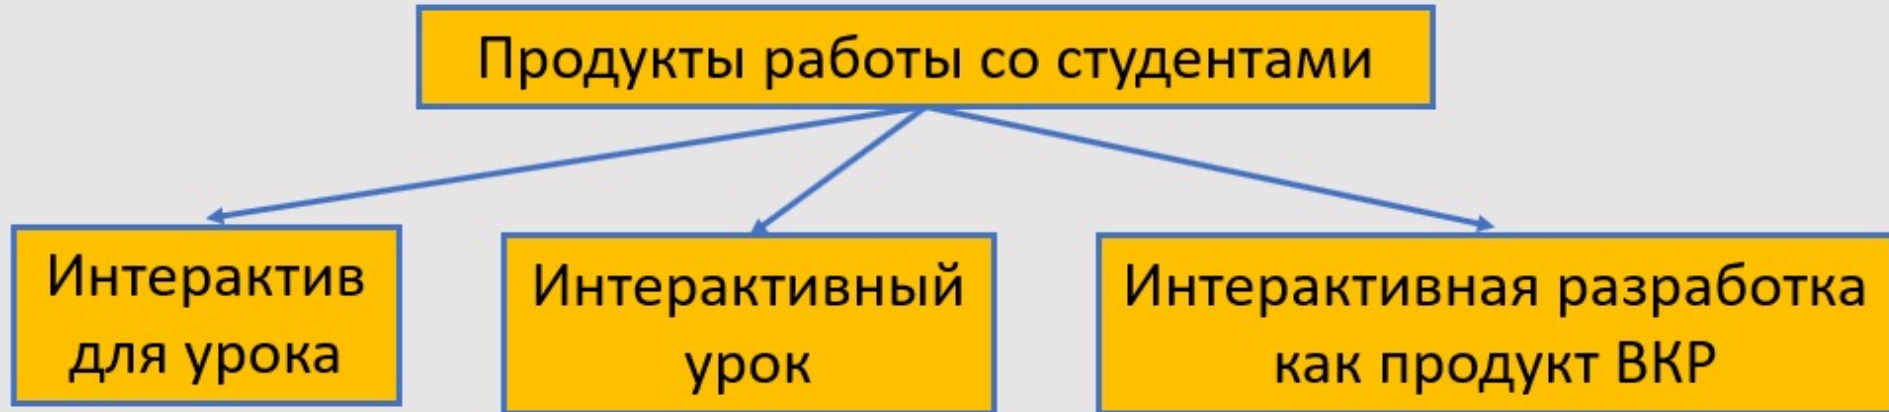 Продукты работы со студентами
Интерактив
для урока
Интерактивный
урок
Интерактивная разработка
как продукт ВКР